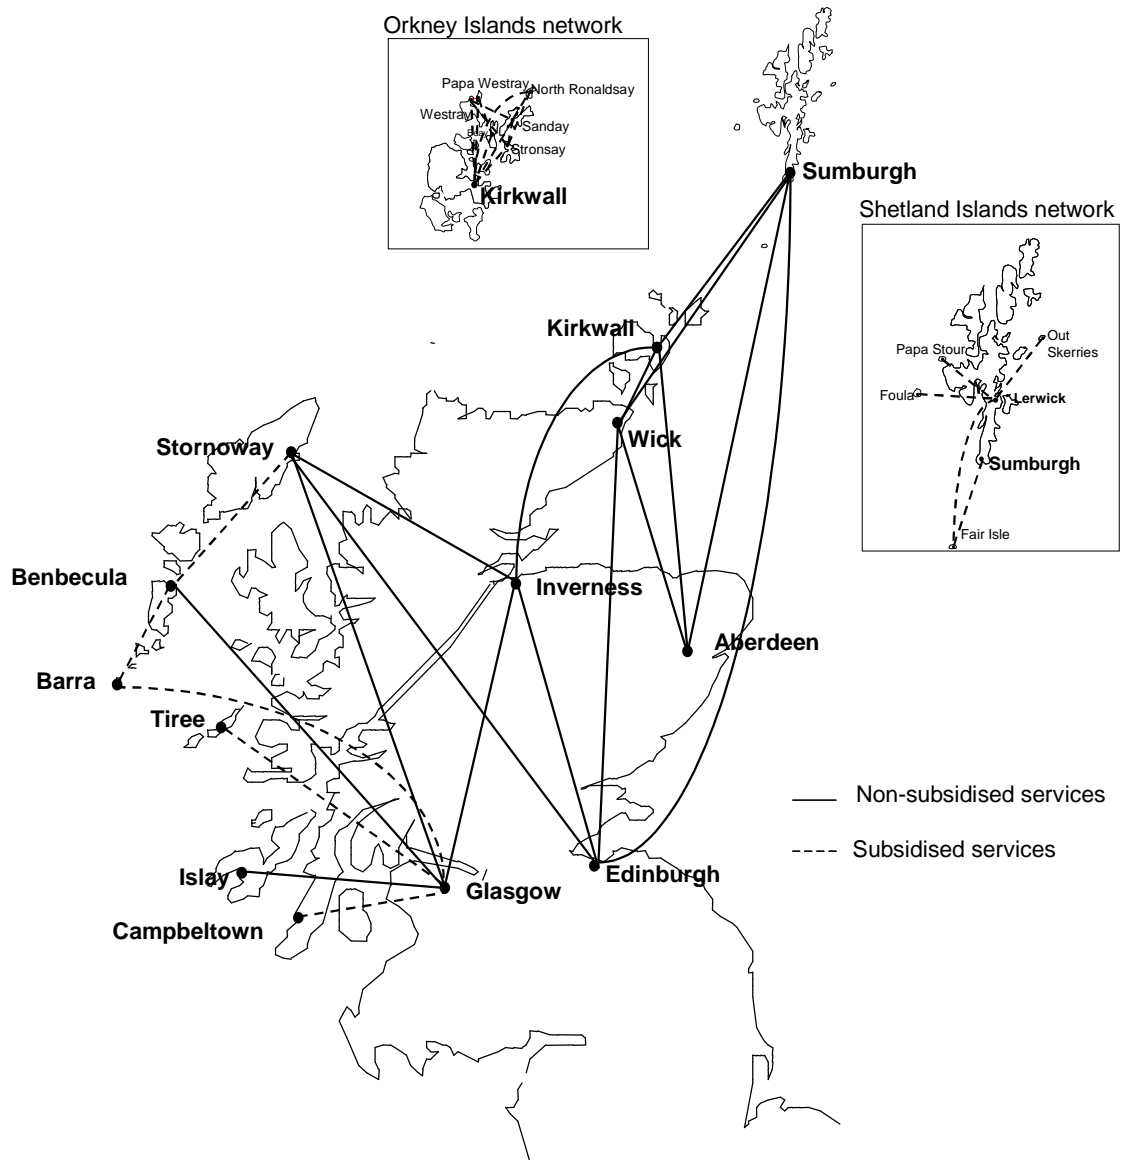 Orkney Islands network
Papa Westray
North Ronaldsay
Westray
Sanday
Stronsay
Kirkwall
Sumburgh
Shetland Islands network
Out
Skerries
Papa Stour
Foula
Lerwick
Sumburgh
Fair Isle
Kirkwall
Wick
Stornoway
Benbecula
Inverness
Aberdeen
Barra
Tiree
Non-subsidised services
Subsidised services
Islay
Glasgow
Edinburgh
Campbeltown